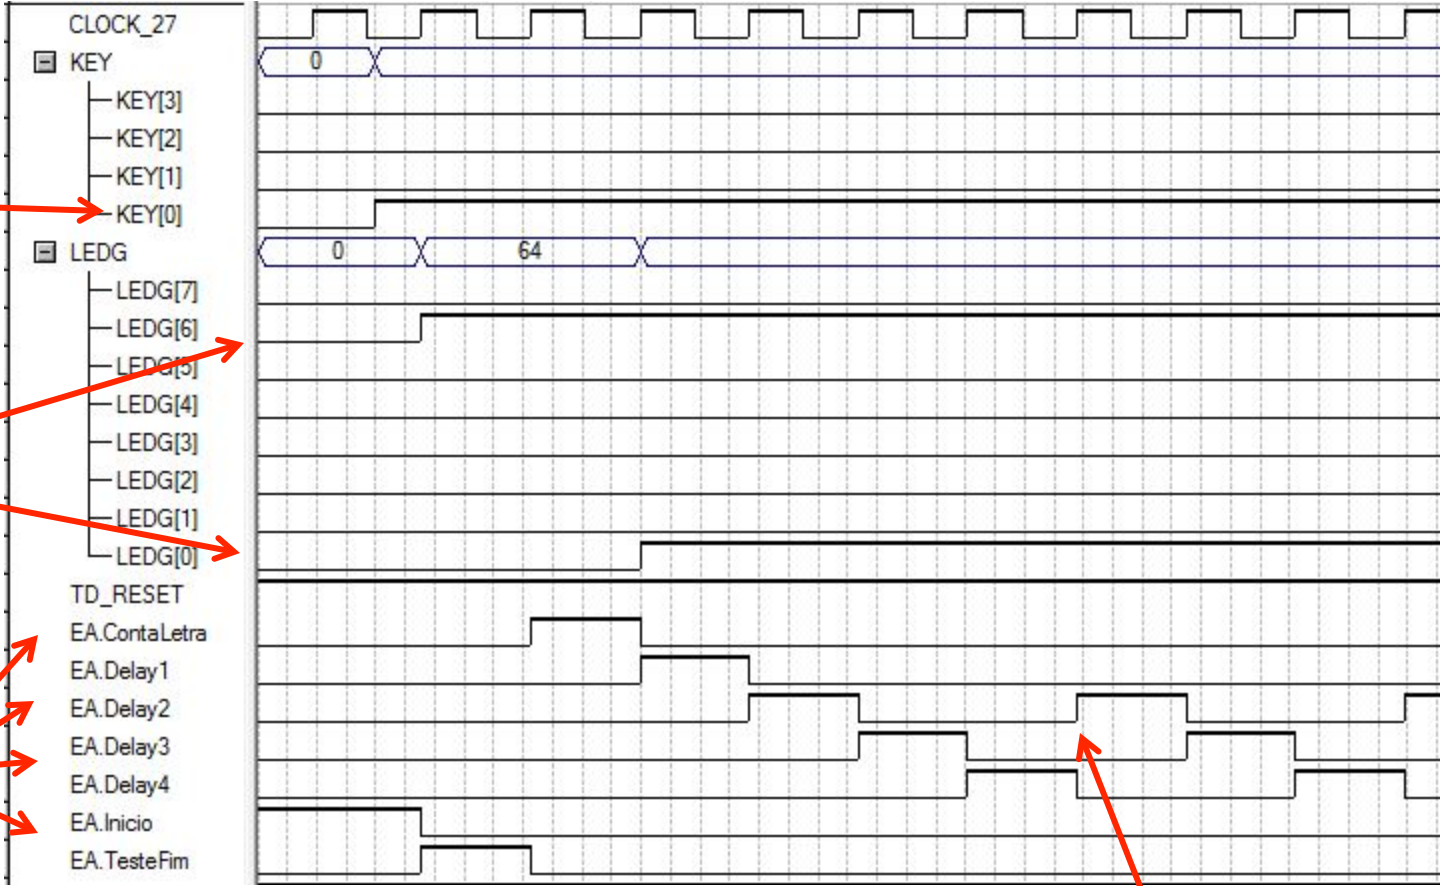 CLOCK_27
KEY 0
KEY[3]
KEY[2]
KEY[1]
KEY[0]
LEDG 0 64
LEDG[7]
LEDG[6]
LEDG[5]
LEDG[4]
LEDG[3]
LEDG[2]
LEDG[1]
LEDG[0]
TD_RESET
EA.ContaLetra
EA.Delay1
EA.Delay2
EA.Delay3
EA.Delay4
EA.Inicio
EA.TesteFim